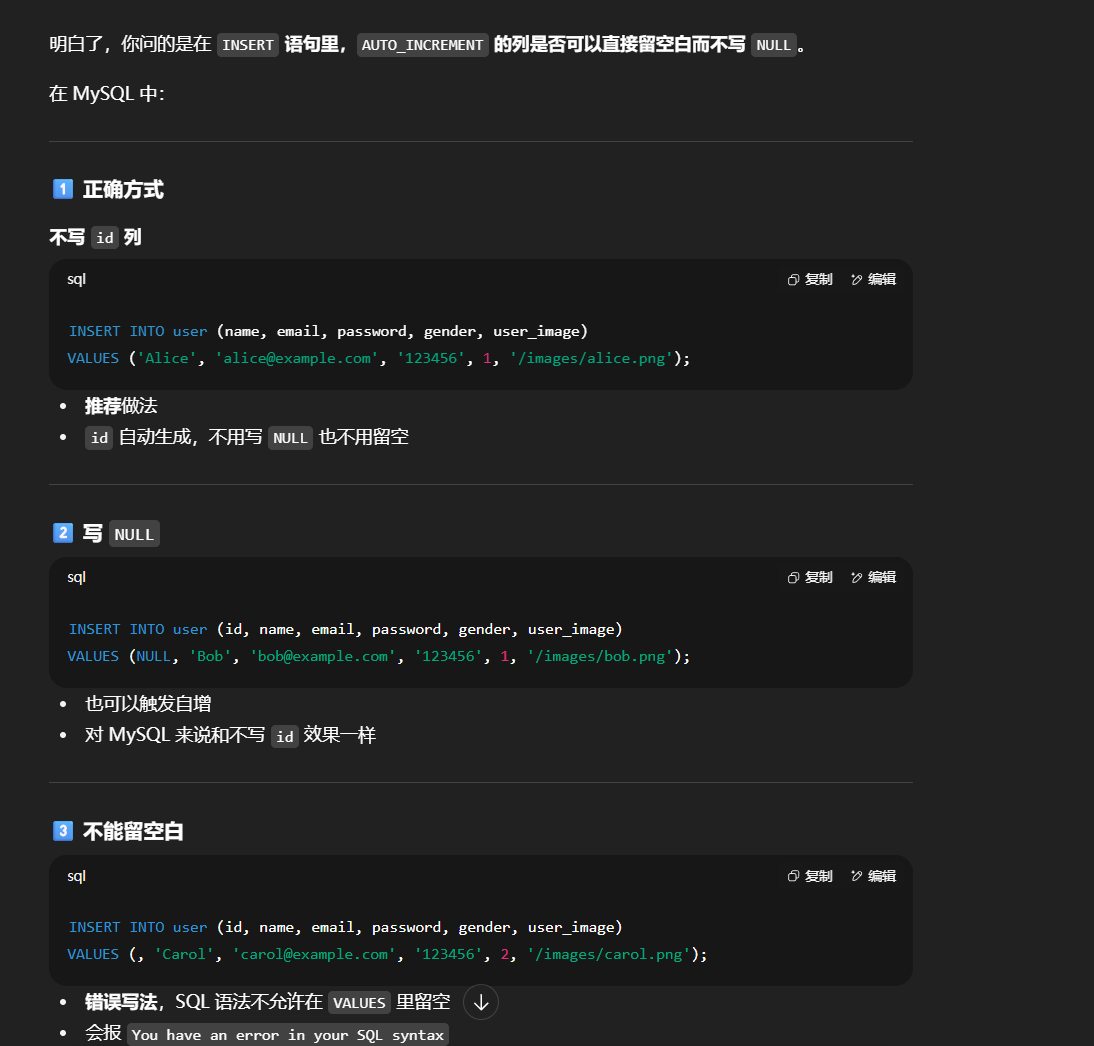 明白了，你问的是在 INSERT 语句里，AUTO_INCREMENT 的列是否可以直接留空白而不写 NULL。
在 MySQL 中：
1 正确方式
不写 id 列
sql 复制 编辑
INSERT INTO user (name, email, password, gender, user_image)
VALUES ('Alice', 'alice@example.com', '123456', 1, '/images/alice.png');
• 推荐做法
• id 自动生成，不用写 NULL 也不用留空
2 写 NULL
sql 复制 编辑
INSERT INTO user (id, name, email, password, gender, user_image)
VALUES (NULL, 'Bob', 'bob@example.com', '123456', 1, '/images/bob.png');
• 也可以触发自增
• 对 MySQL 来说和不写 id 效果一样
3 不能留空白
sql 复制 编辑
INSERT INTO user (id, name, email, password, gender, user_image)
VALUES (, 'Carol', 'carol@example.com', '123456', 2, '/images/carol.png');
• 错误写法，SQL 语法不允许在 VALUES 里留空
• 会报 You have an error in your SQL syntax